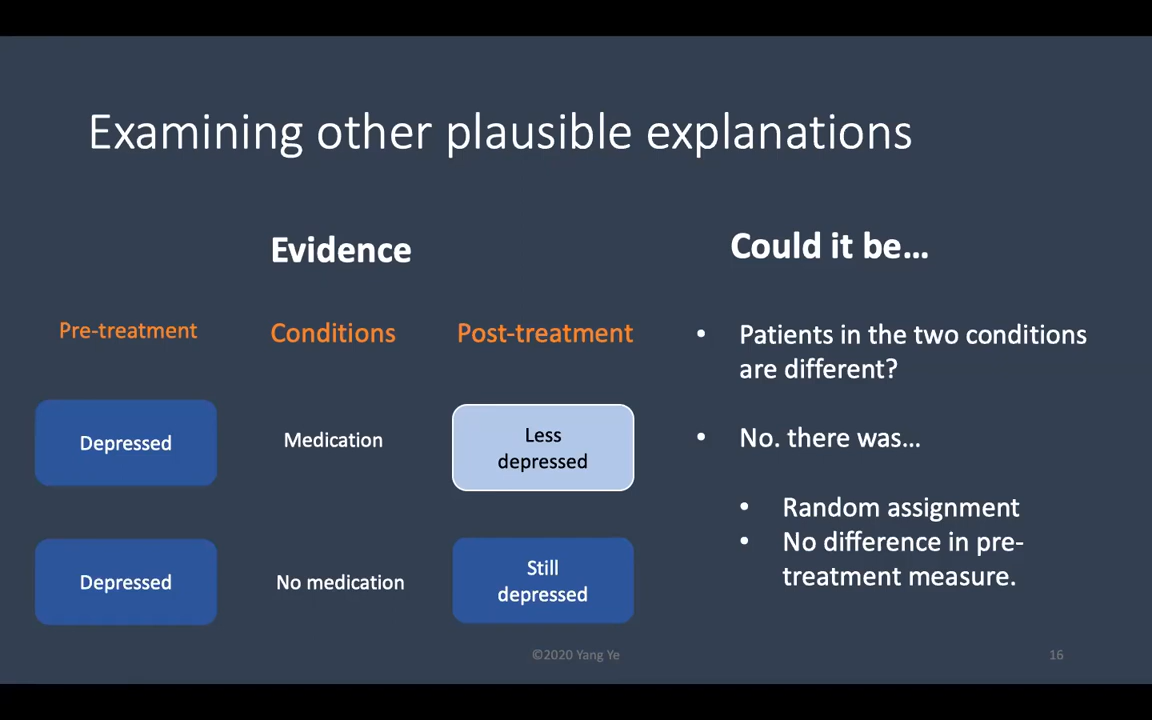 Examining other plausible explanations
Evidence
Pre-treatment
Conditions
Post-treatment
Depressed
Medication
Less
depressed
Depressed
No medication
Still
depressed
Could it be…
• Patients in the two conditions
are different?
• No. there was…
• Random assignment
• No difference in pre-
treatment measure.
©2020 Yang Ye
16